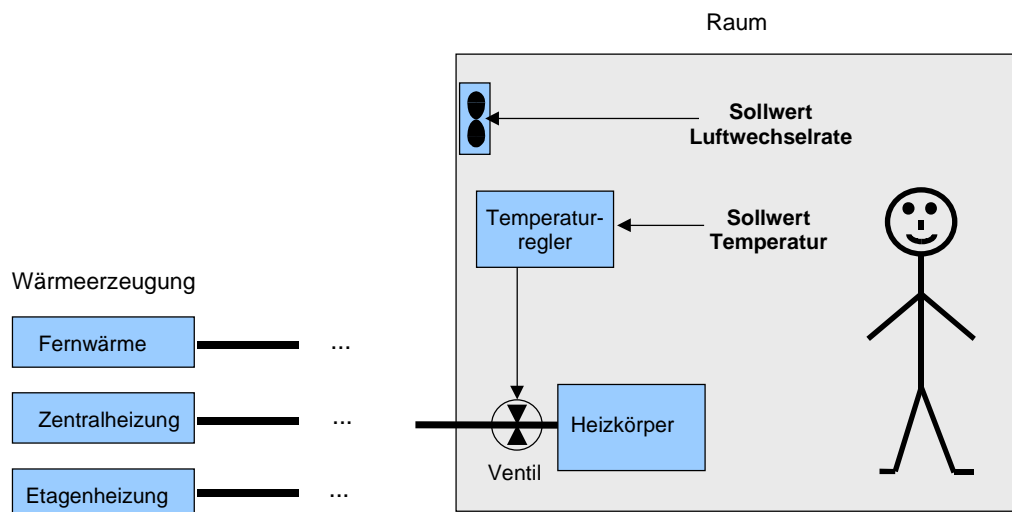 Raum
Sollwert
Luftwechselrate
Temperatur-
regler
Sollwert
Temperatur
Wärmeerzeugung
Fernwärme
...
Zentralheizung
...
Heizkörper
Ventil
Etagenheizung
...